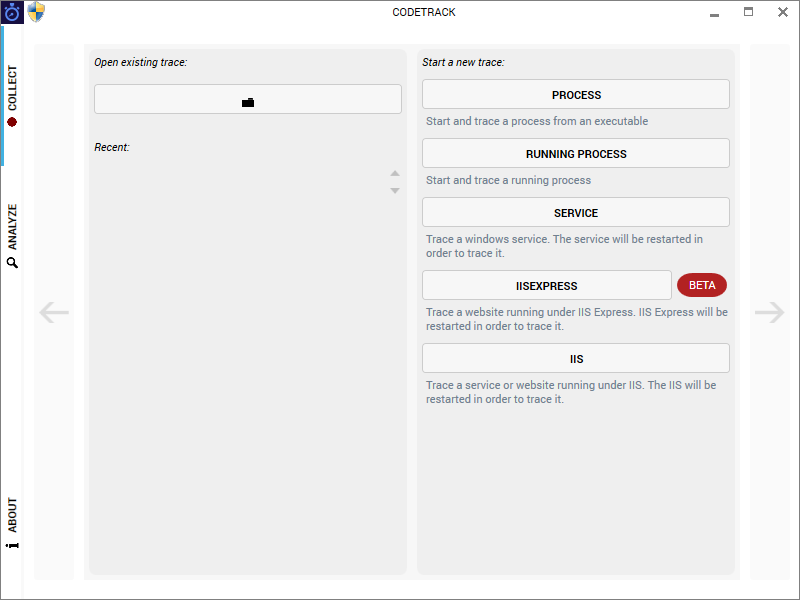 CODETRACK
COLLECT
ANALYZE
ABOUT
Open existing trace:
Recent:
Start a new trace:
PROCESS
Start and trace a process from an executable
RUNNING PROCESS
Start and trace a running process
SERVICE
Trace a windows service. The service will be restarted in
order to trace it.
IISEXPRESS
BETA
Trace a website running under IIS Express. IIS Express will be
restarted in order to trace it.
IIS
Trace a service or website running under IIS. The IIS will be
restarted in order to trace it.